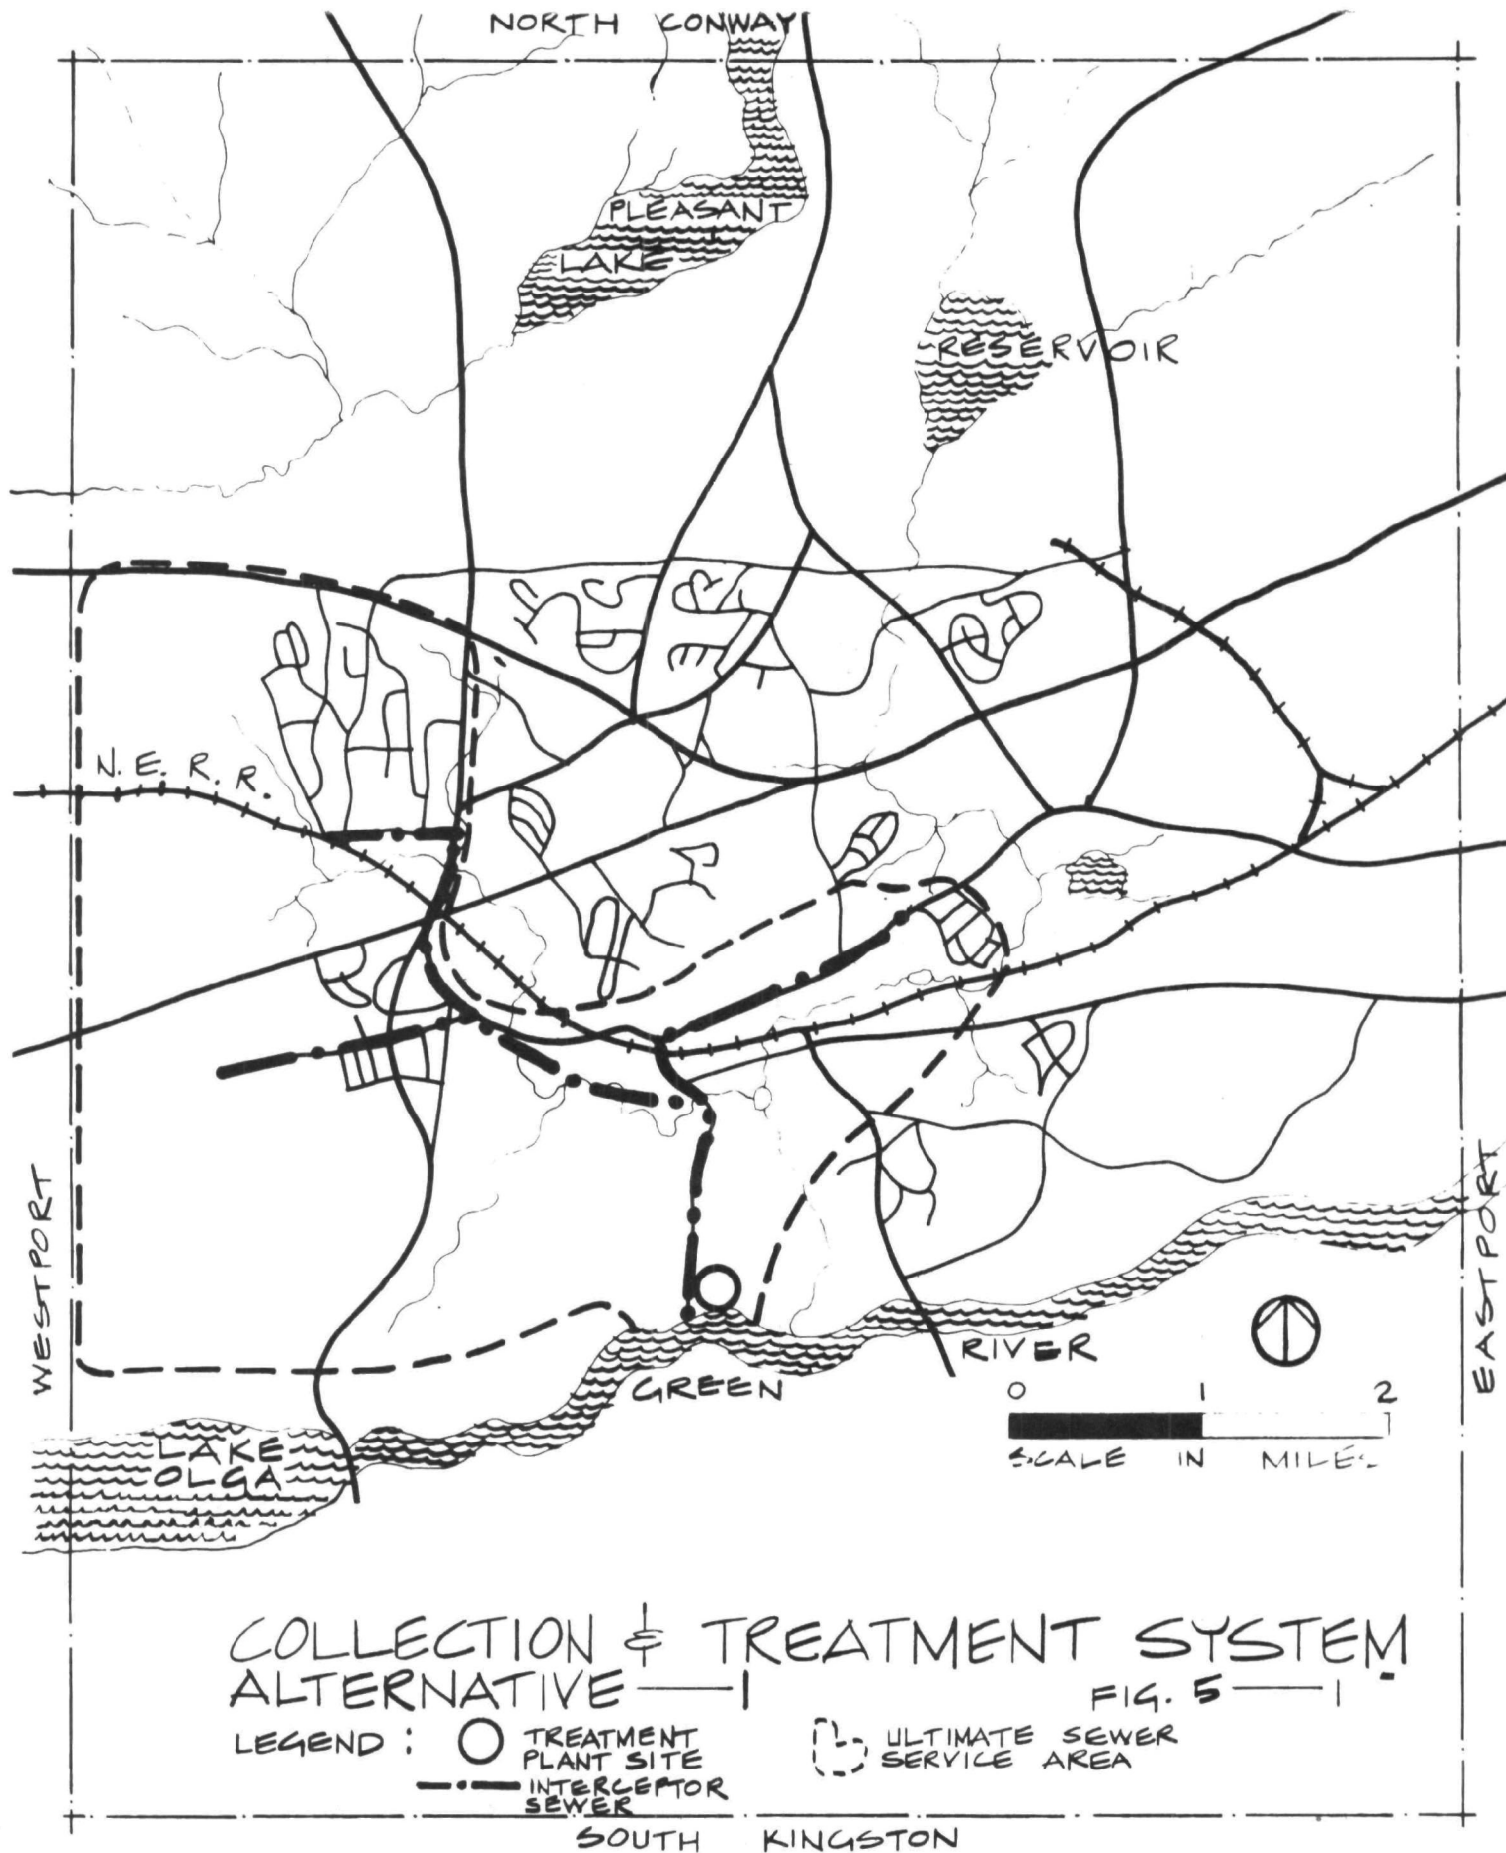 NORTH CONWAY
PLEASANT
LAKE
RESERVOIR
N. E. R. R.
WESTPORT
EASTPORT
RIVER
GREEN
0 1 2
SCALE IN MILES
LAKE
OLGA
COLLECTION & TREATMENT SYSTEM
ALTERNATIVE — 1
FIG. 5 — 1
LEGEND :
TREATMENT
PLANT SITE
ULTIMATE SEWER
SERVICE AREA
INTERCEPTOR
SEWER
SOUTH KINGSTON